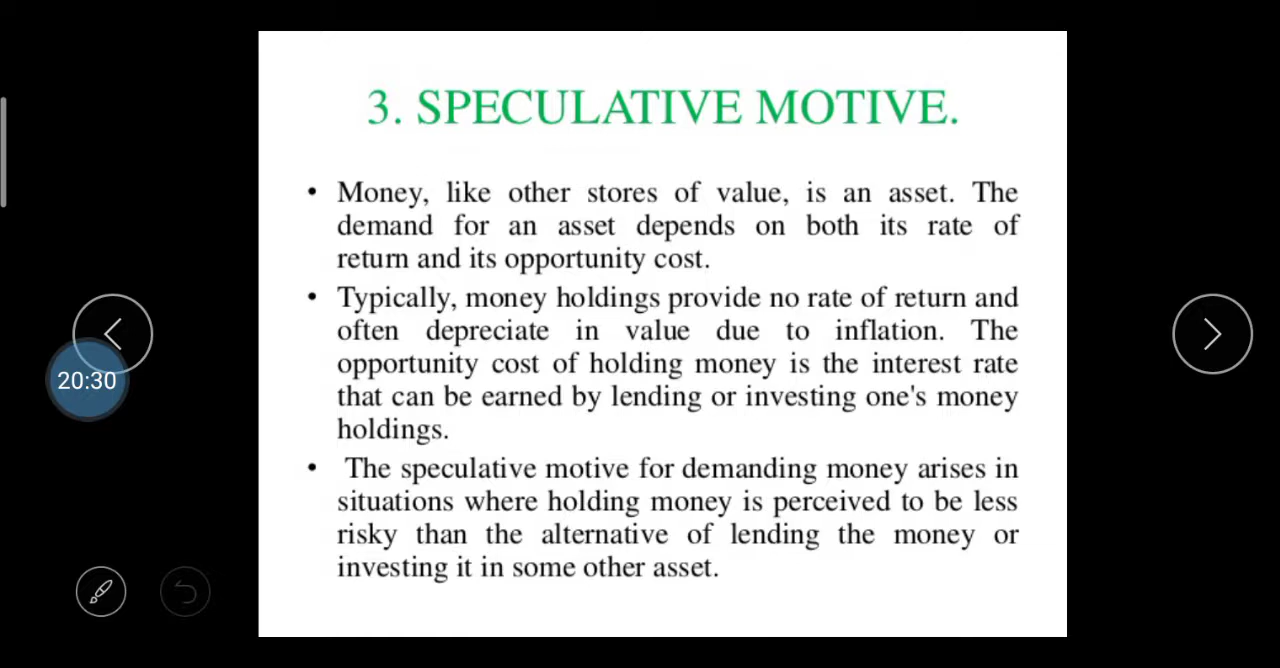 3. SPECULATIVE MOTIVE.
• Money, like other stores of value, is an asset. The
demand for an asset depends on both its rate of
return and its opportunity cost.
• Typically, money holdings provide no rate of return and
often depreciate in value due to inflation. The
opportunity cost of holding money is the interest rate
that can be earned by lending or investing one's money
holdings.
• The speculative motive for demanding money arises in
situations where holding money is perceived to be less
risky than the alternative of lending the money or
investing it in some other asset.
20:30